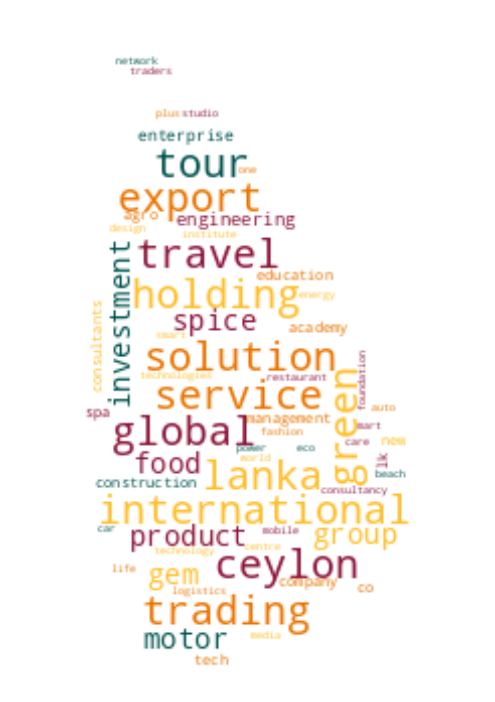 network
traders
plus studio
enterprise
tour
one
export
agro
engineering
design
institute
travel
investment
education
holding
energy
consultants
spice
academy
smart
solution
technologies
restaurant
foundation
service
green
auto
spa
management
global
mart
fashion
care
new
power
eco
food
world
lk
lanka
beach
construction
consultancy
international
car
product
mobile
group
technology
centre
ceylon
life
gem
company
co
logistics
trading
motor
media
tech